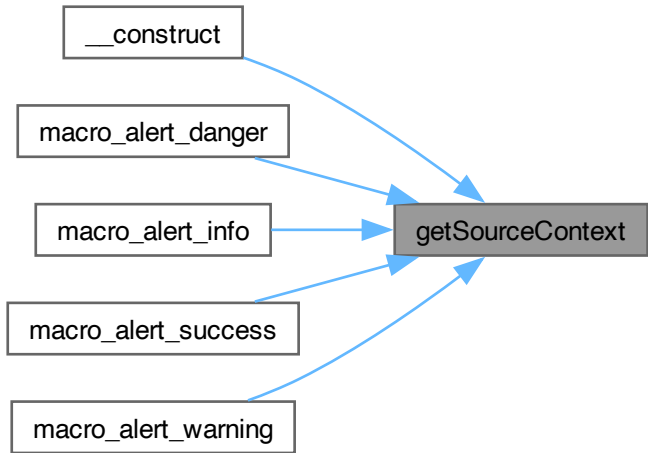 __construct
macro_alert_danger
macro_alert_info
getSourceContext
macro_alert_success
macro_alert_warning